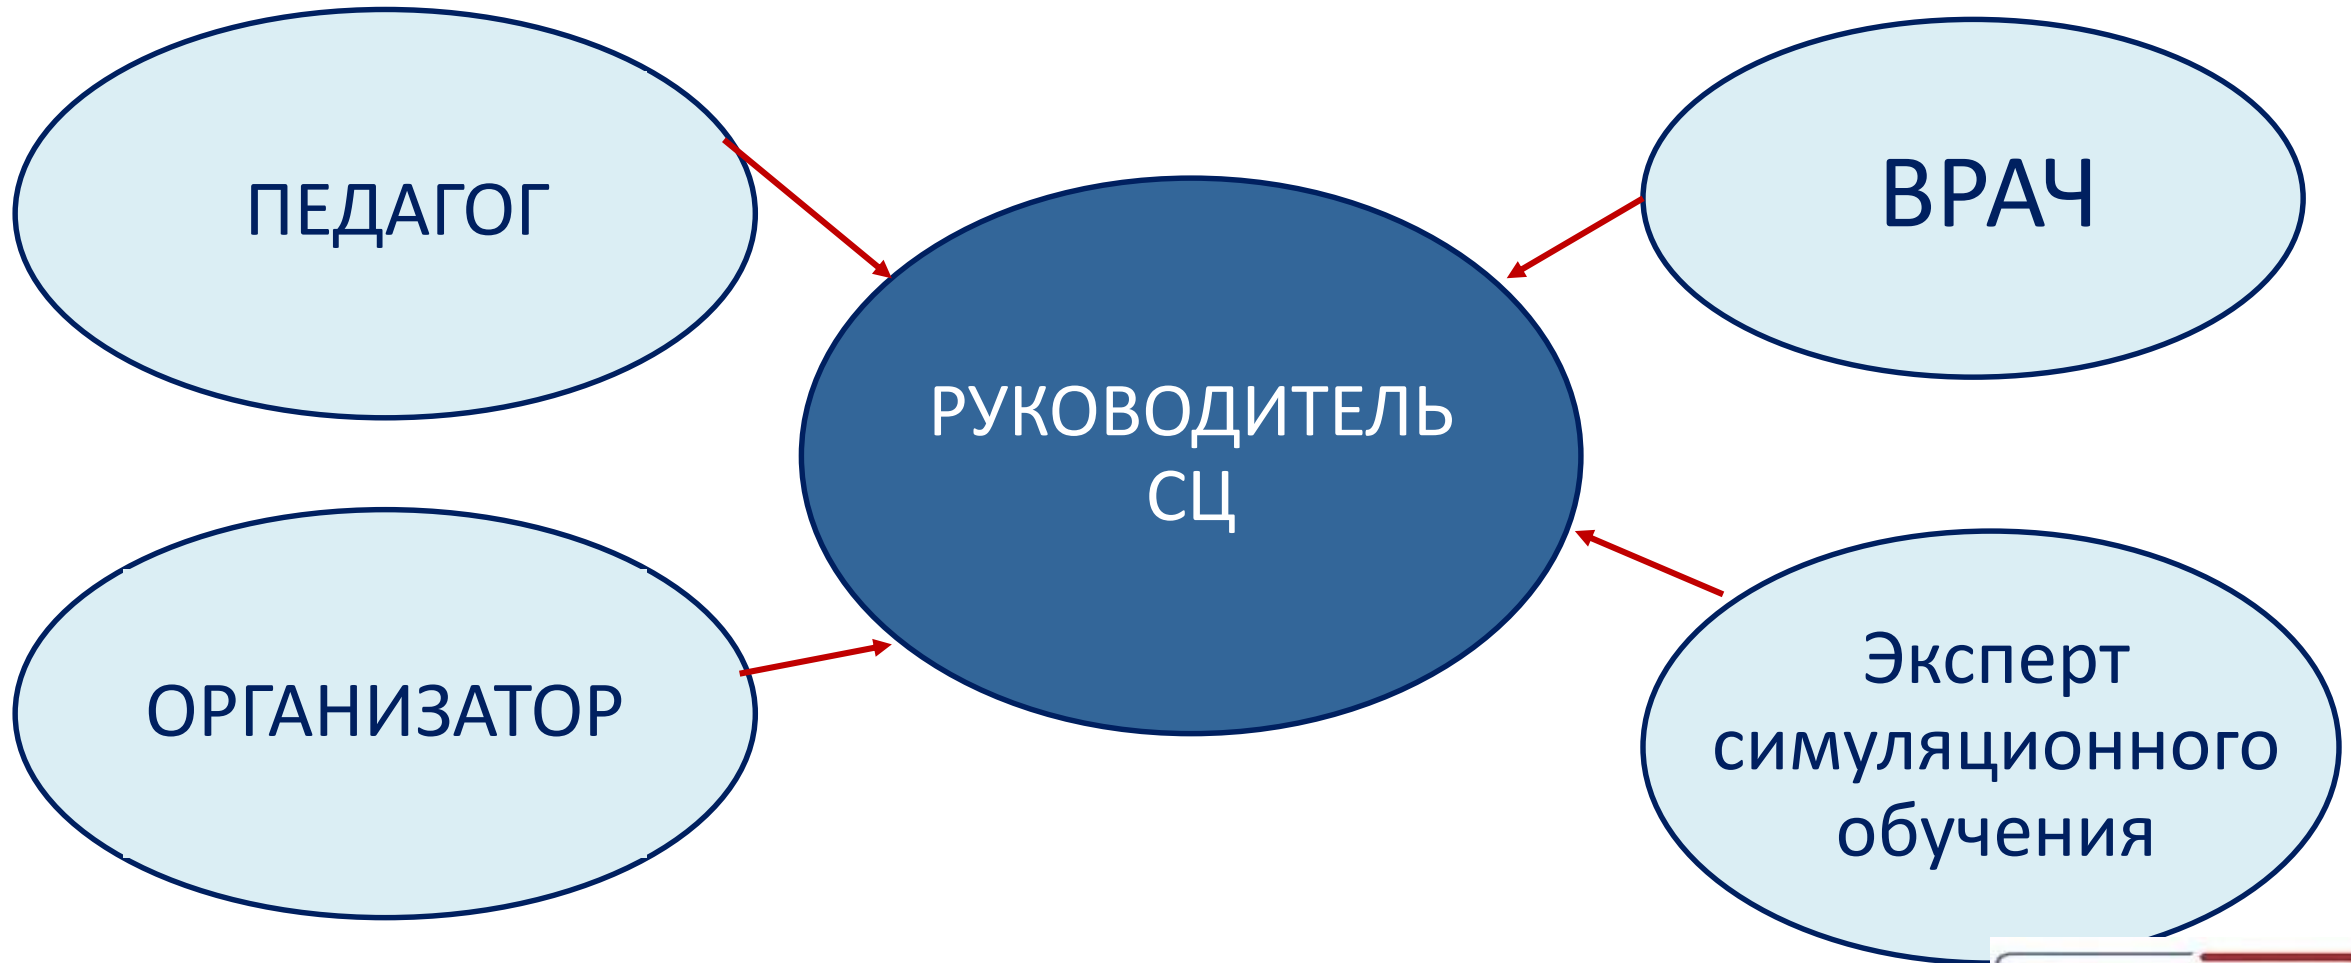 ПЕДАГОГ
ВРАЧ
РУКОВОДИТЕЛЬ
СЦ
ОРГАНИЗАТОР
Эксперт
симуляционного
обучения